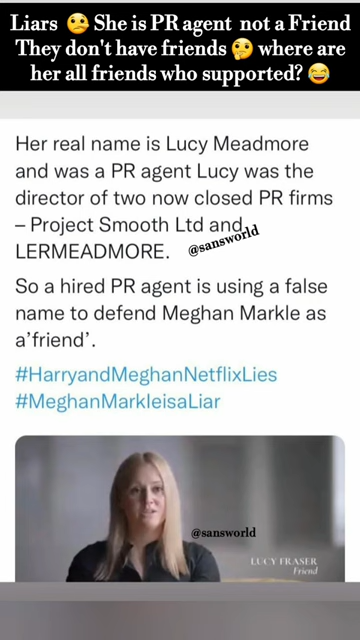 Liars 😕 She is PR agent not a Friend
They don't have friends 🤔 where are
her all friends who supported? 😂
Her real name is Lucy Meadmore
and was a PR agent Lucy was the
director of two now closed PR firms
– Project Smooth Ltd and
LERMEADMORE.
@sansworld
So a hired PR agent is using a false
name to defend Meghan Markle as
a'friend'.
#HarryandMeghanNetflixLies
#MeghanMarkleisaLiar
@sansworld
LUCY FRASER
Friend